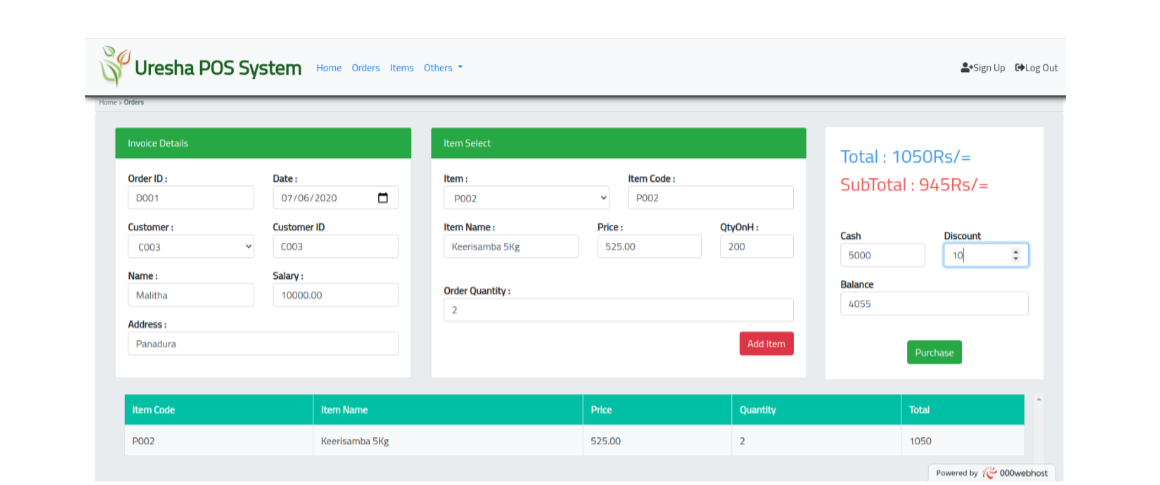 Uresha POS System Home Orders Items Others Sign Up Log Out
Home > Orders
Invoice Details
Order ID : Date :
D001 07/06/2020
Customer : Customer ID
C003 C003
Name : Salary :
Malitha 10000.00
Address :
Panadura
Item Select
Item : Item Code :
P002 P002
Item Name : Price : QtyOnH :
Keerisamba 5Kg 525.00 200
Order Quantity :
2
Add Item
Total : 1050Rs/=
SubTotal : 945Rs/=
Cash Discount
5000 10
Balance
4055
Purchase
Item Code Item Name Price Quantity Total
P002 Keerisamba 5Kg 525.00 2 1050
Powered by 000webhost